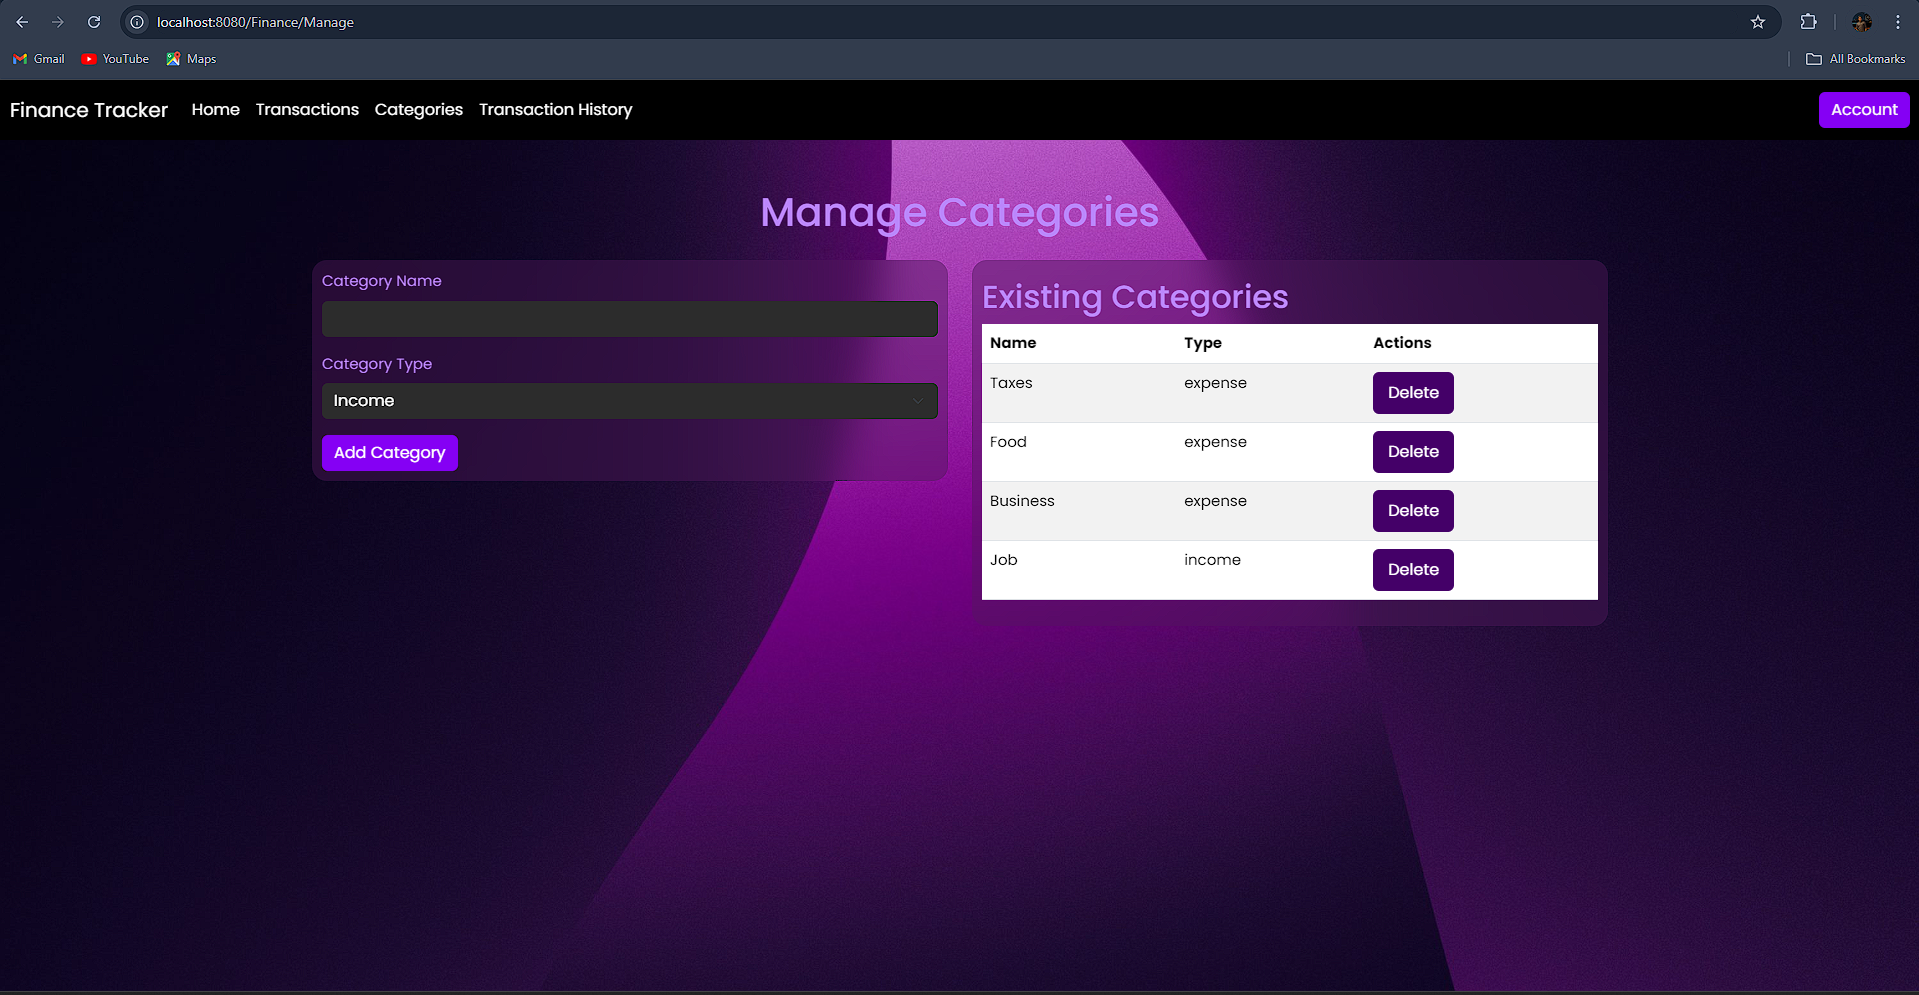 localhost:8080/Finance/Manage
Gmail YouTube Maps All Bookmarks
Finance Tracker Home Transactions Categories Transaction History Account
Manage Categories
Category Name
Category Type
Income
Add Category
Existing Categories
Name Type Actions
Taxes expense Delete
Food expense Delete
Business expense Delete
Job income Delete